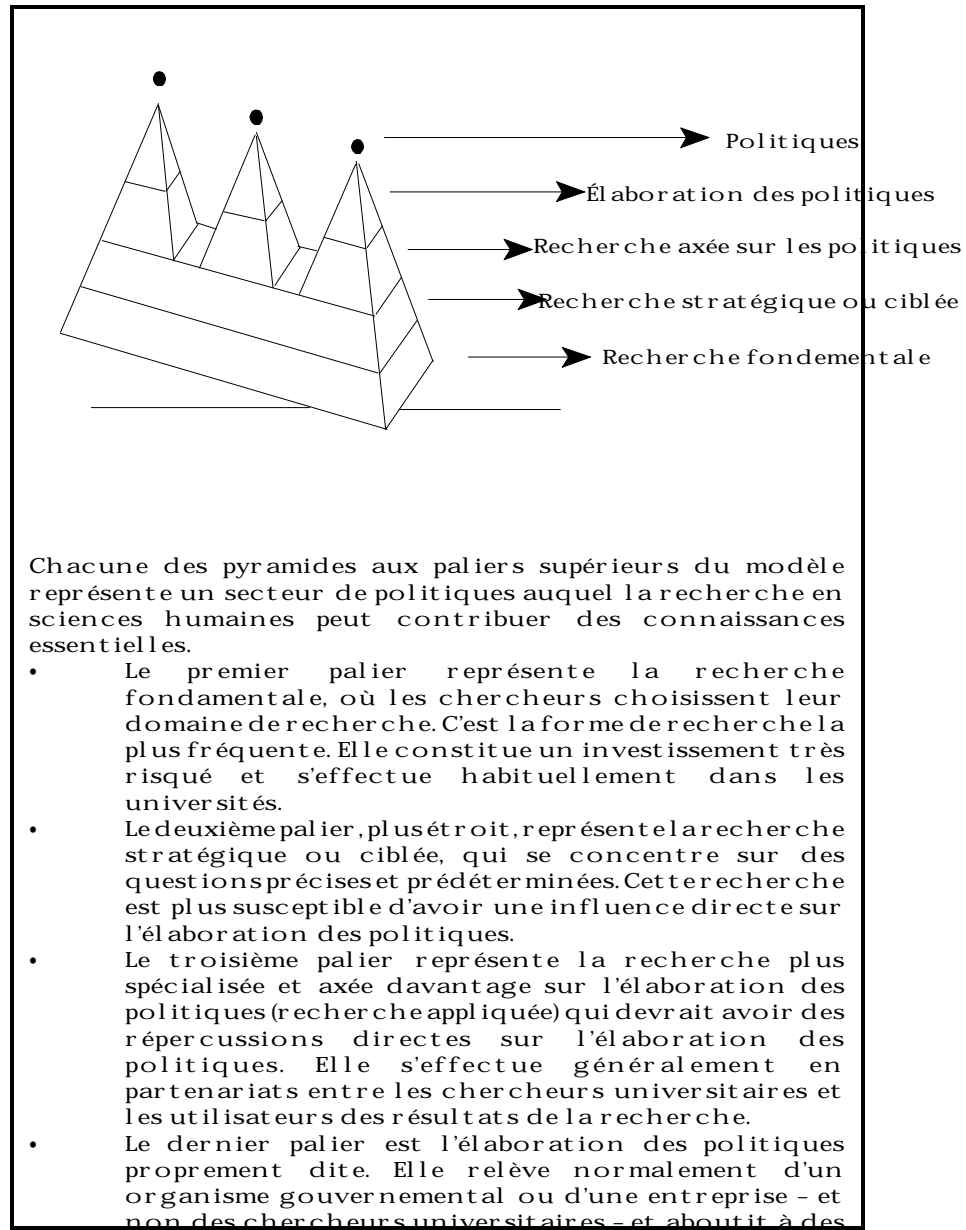 Politiques
Élaboration des politiques
Recherche axée sur les politiques
Recherche stratégique ou ciblée
Recherche fondementale
Chacune des pyramides aux paliers supérieurs du modèle
représente un secteur de politiques auquel la recherche en
sciences humaines peut contribuer des connaissances
essentielles.
• Le premier palier représente la recherche
fondamentale, où les chercheurs choisissent leur
domaine de recherche. C'est la forme de recherche la
plus fréquente. Elle constitue un investissement très
risqué et s'effectue habituellement dans les
universités.
• Le deuxième palier, plus étroit, représente la recherche
stratégique ou ciblée, qui se concentre sur des
questions précises et prédéterminées. Cette recherche
est plus susceptible d'avoir une influence directe sur
l'élaboration des politiques.
• Le troisième palier représente la recherche plus
spécialisée et axée davantage sur l'élaboration des
politiques (recherche appliquée) qui devrait avoir des
répercussions directes sur l'élaboration des
politiques. Elle s'effectue généralement en
partenariats entre les chercheurs universitaires et
les utilisateurs des résultats de la recherche.
• Le dernier palier est l'élaboration des politiques
proprement dite. Elle relève normalement d'un
organisme gouvernemental ou d'une entreprise – et
non des chercheurs universitaires – et aboutit à des